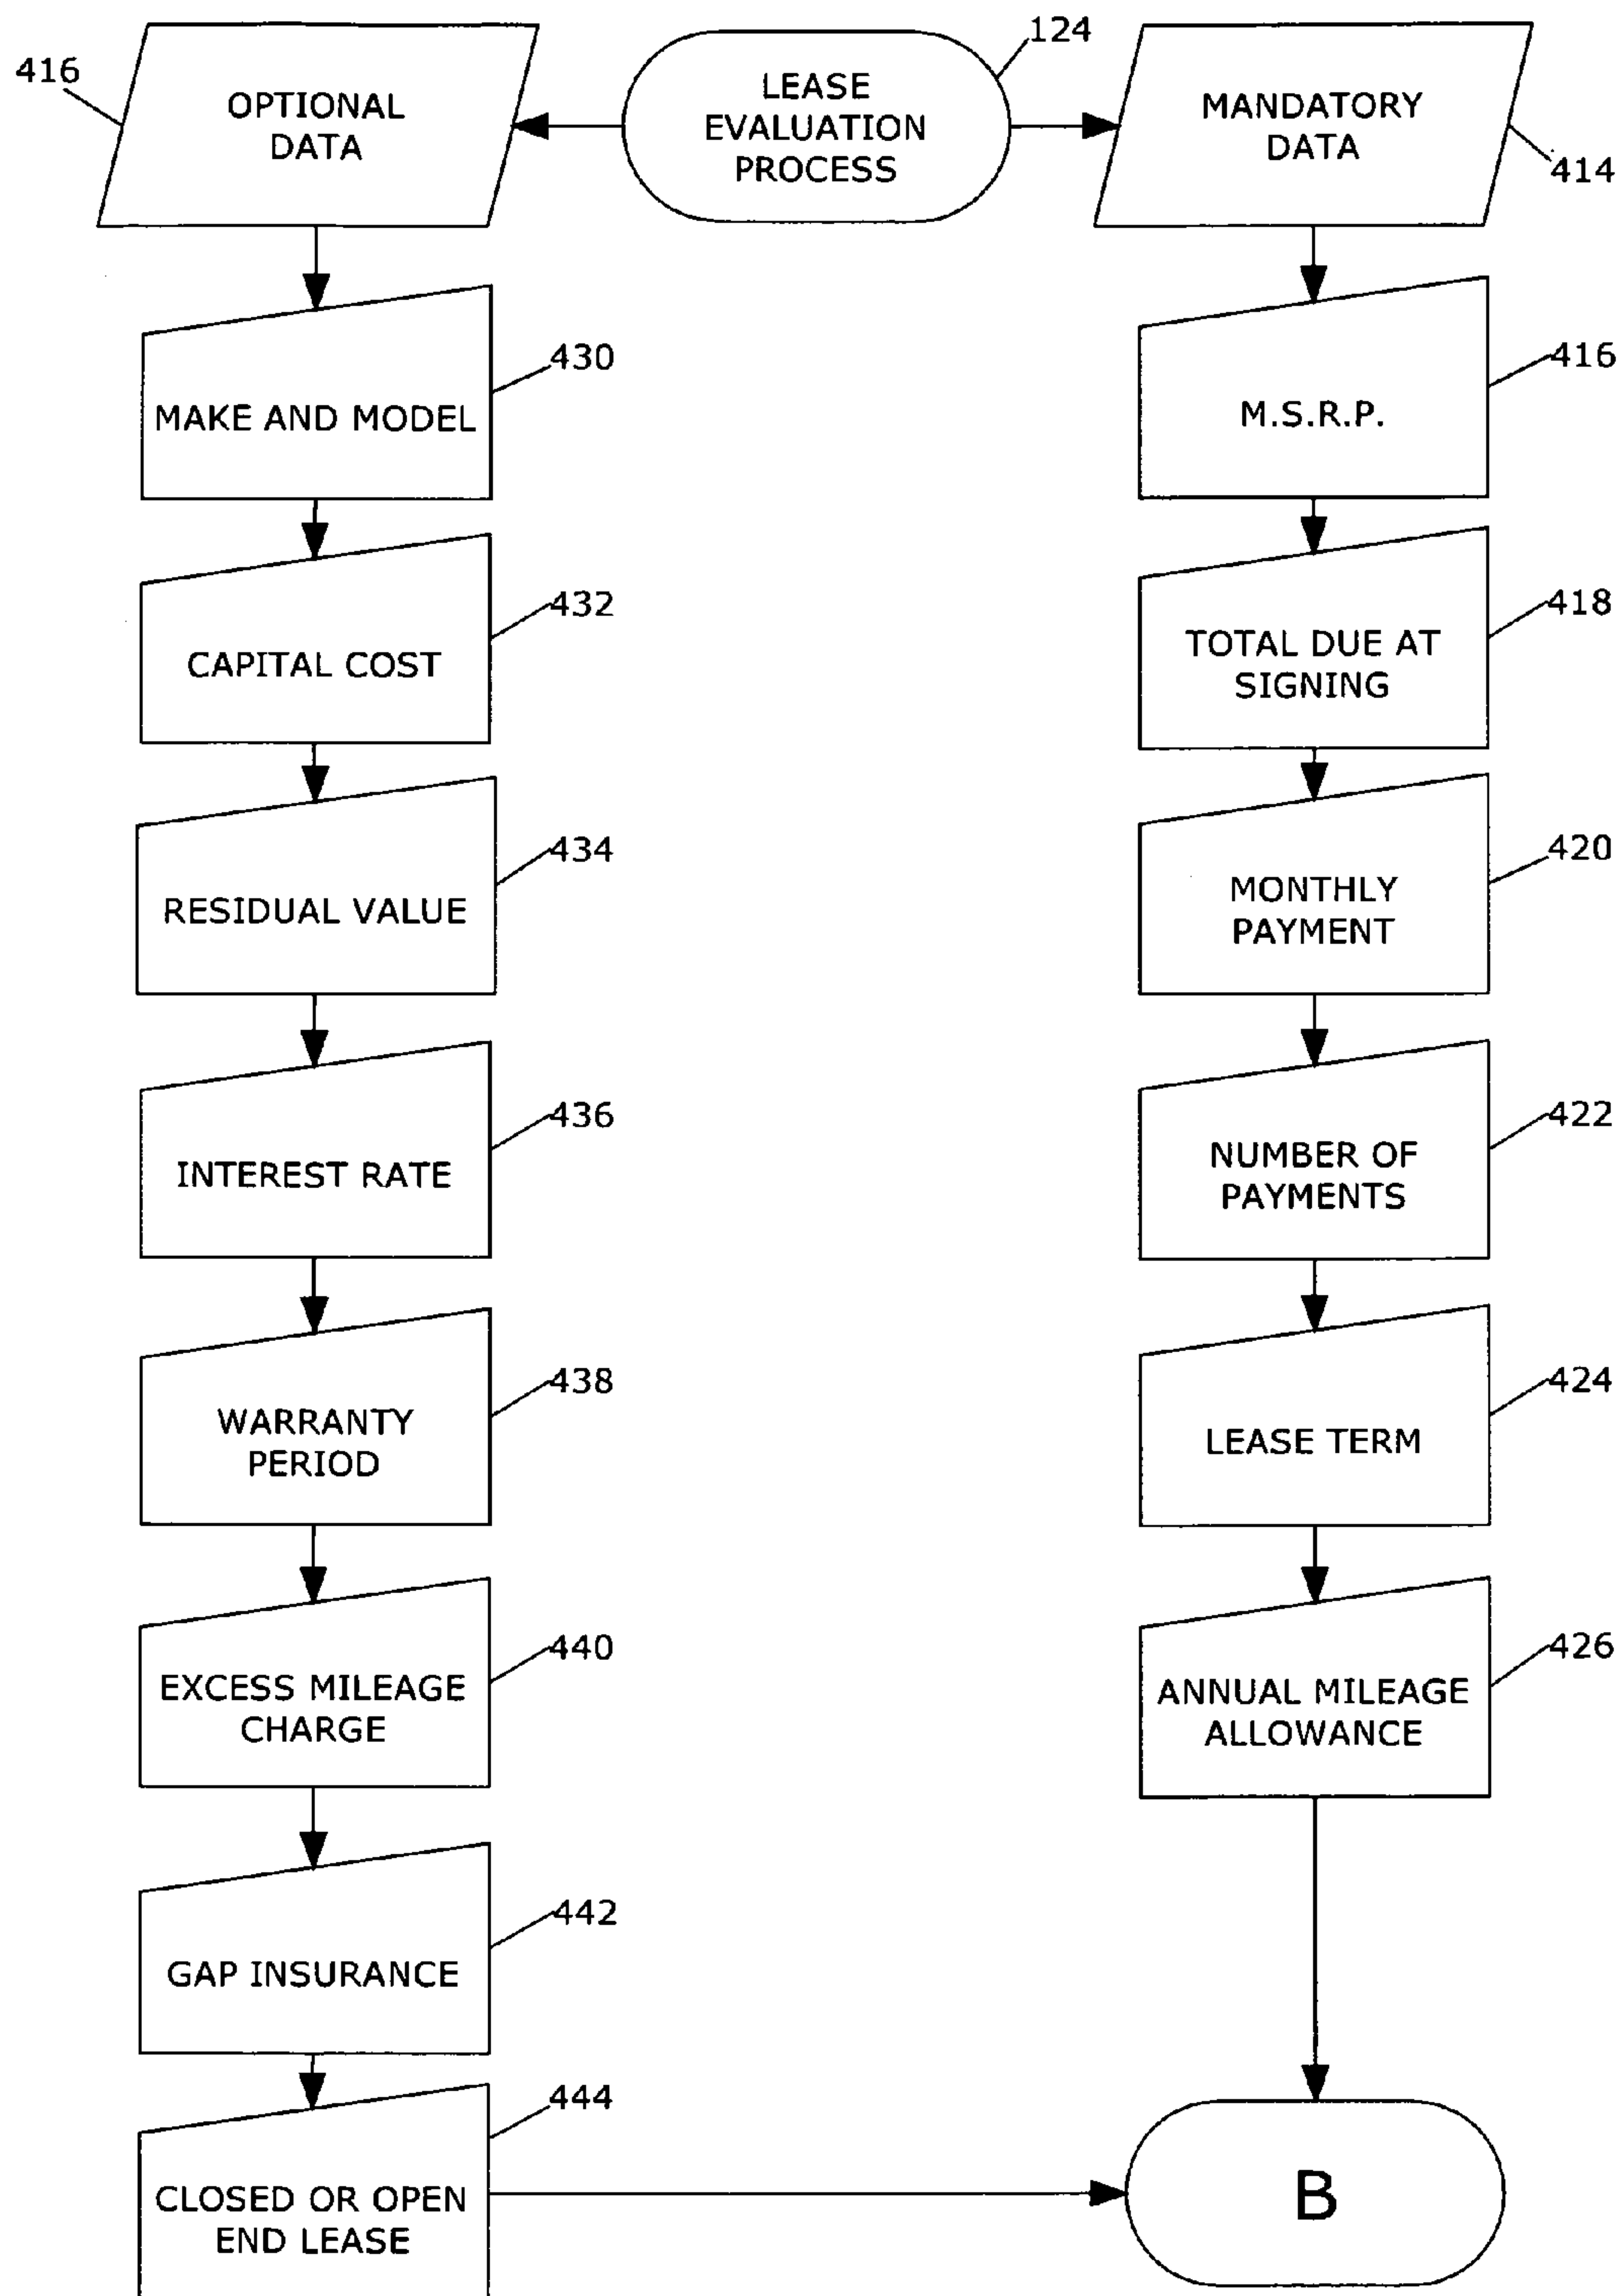 416
OPTIONAL
DATA
LEASE
EVALUATION
PROCESS
124
MANDATORY
DATA
414
MAKE AND MODEL
430
CAPITAL COST
432
RESIDUAL VALUE
434
INTEREST RATE
436
WARRANTY
PERIOD
438
EXCESS MILEAGE
CHARGE
440
GAP INSURANCE
442
CLOSED OR OPEN
END LEASE
444
M.S.R.P.
416
TOTAL DUE AT
SIGNING
418
MONTHLY
PAYMENT
420
NUMBER OF
PAYMENTS
422
LEASE TERM
424
ANNUAL MILEAGE
ALLOWANCE
426
B